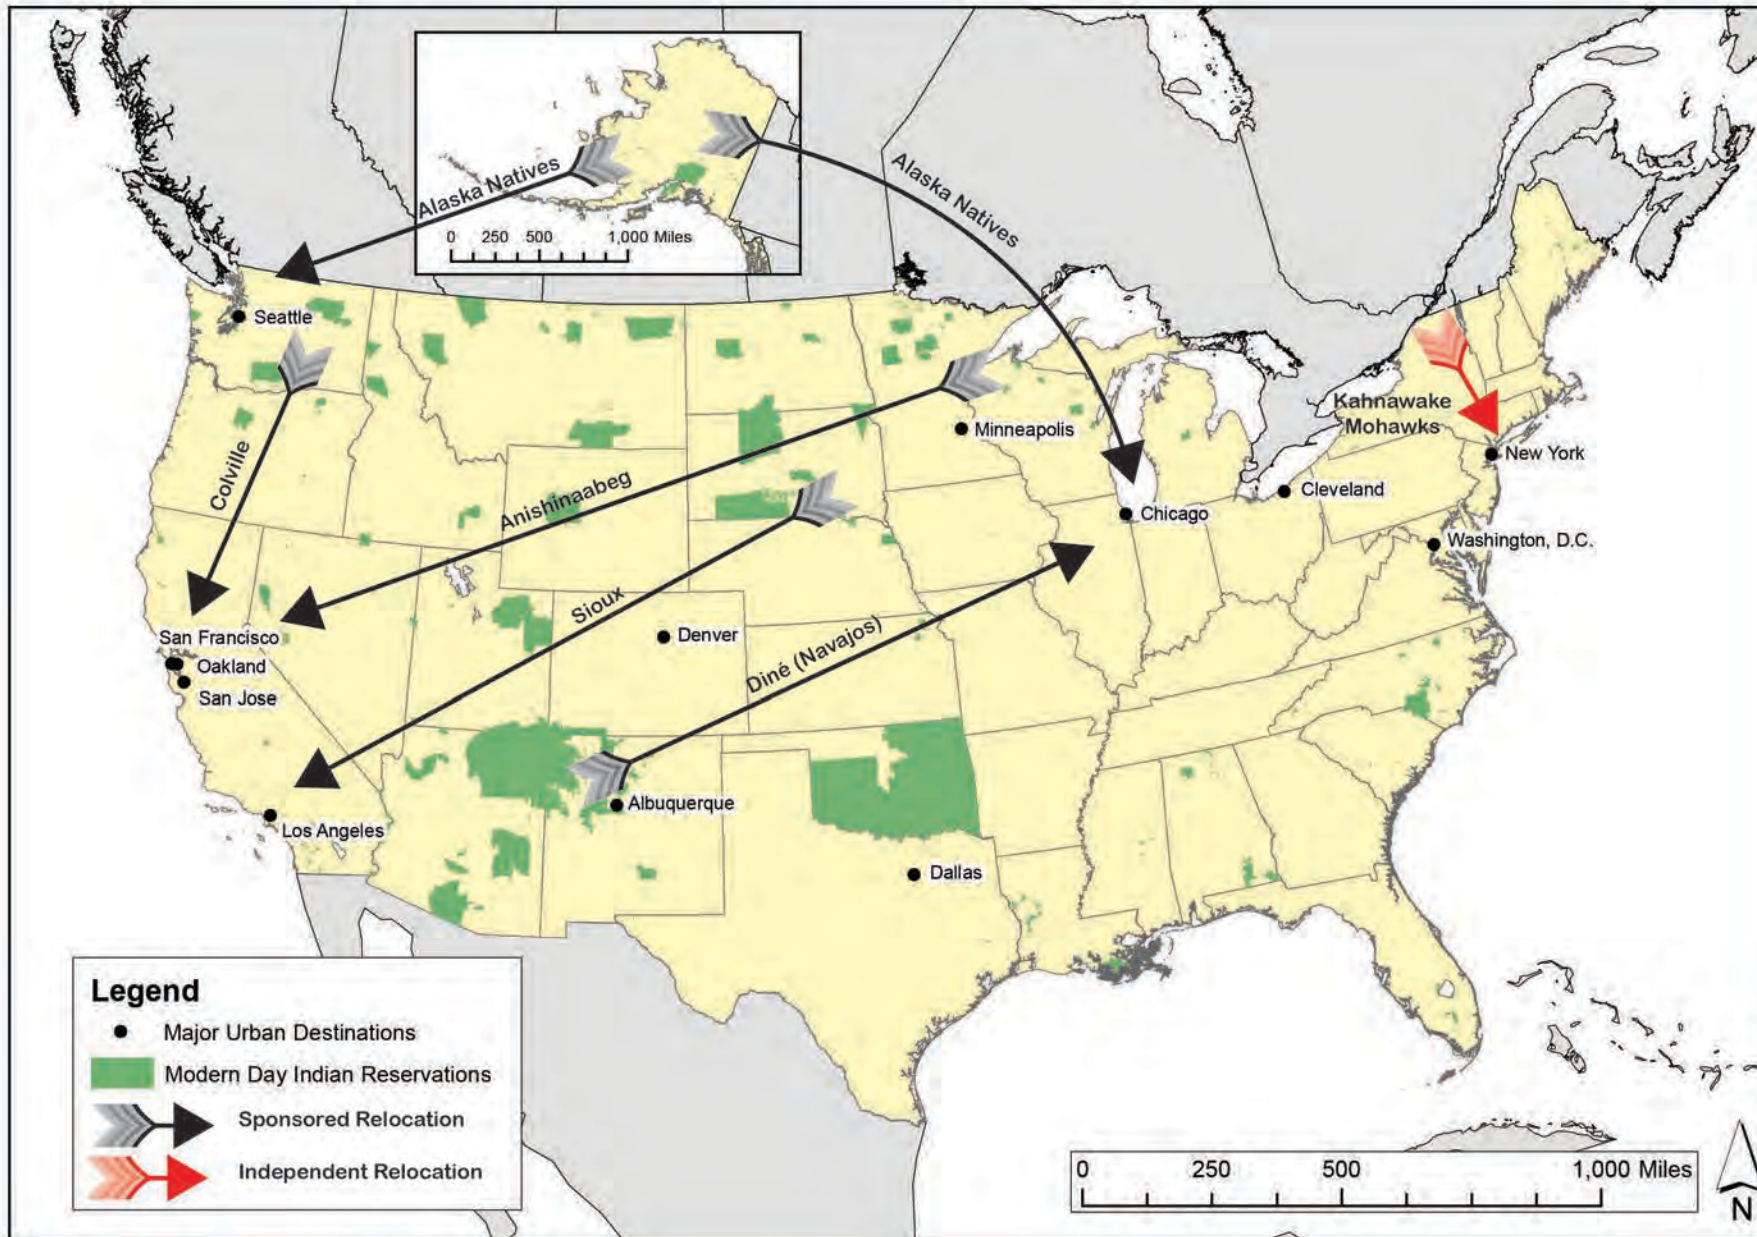 Alaska Natives
Alaska Natives
0 250 500 1,000 Miles
Seattle
Colville
Anishinaabeg
Minneapolis
Kahnawake
Mohawks
New York
Cleveland
Chicago
Washington, D.C.
Sioux
Denver
Diné (Navajos)
San Francisco
Oakland
San Jose
Los Angeles
Albuquerque
Dallas
Legend
Major Urban Destinations
Modern Day Indian Reservations
Sponsored Relocation
Independent Relocation
0 250 500 1,000 Miles
N